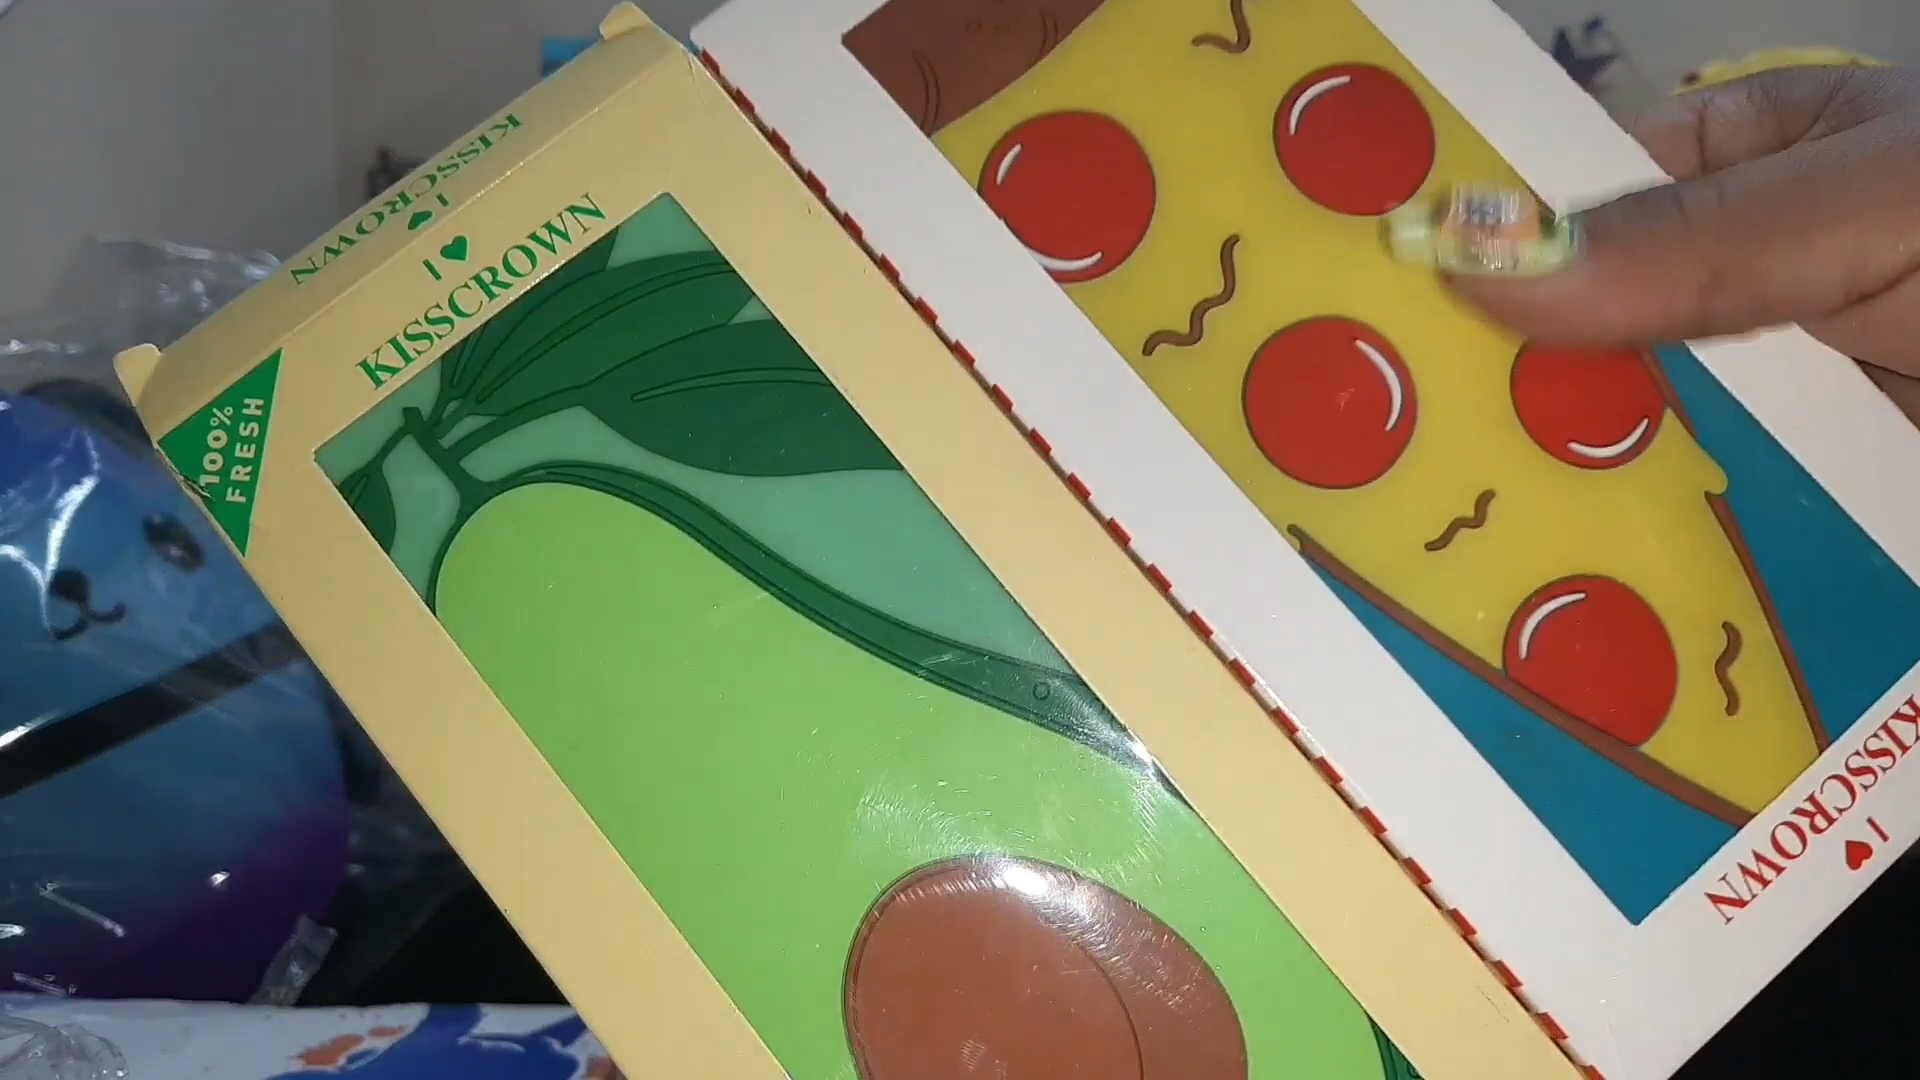 KISSCROWN
I ♥
I ♥
KISSCROWN
100%
FRESH
I ♥
KISSCROWN